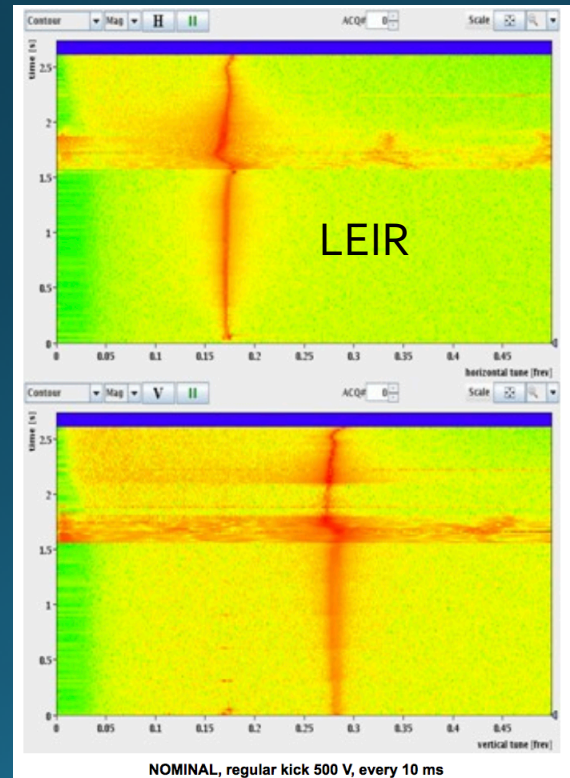 Contour Mag H ACQ# 0 Scale
time [s]
2.5
2
1.5
1
0.5
0
LEIR
0 0.05 0.1 0.15 0.2 0.25 0.3 0.35 0.4 0.45
horizontal tune [frev]
Contour Mag V ACQ# 0 Scale
time [s]
2.5
2
1.5
1
0.5
0
0 0.05 0.1 0.15 0.2 0.25 0.3 0.35 0.4 0.45
vertical tune [frev]
NOMINAL, regular kick 500 V, every 10 ms